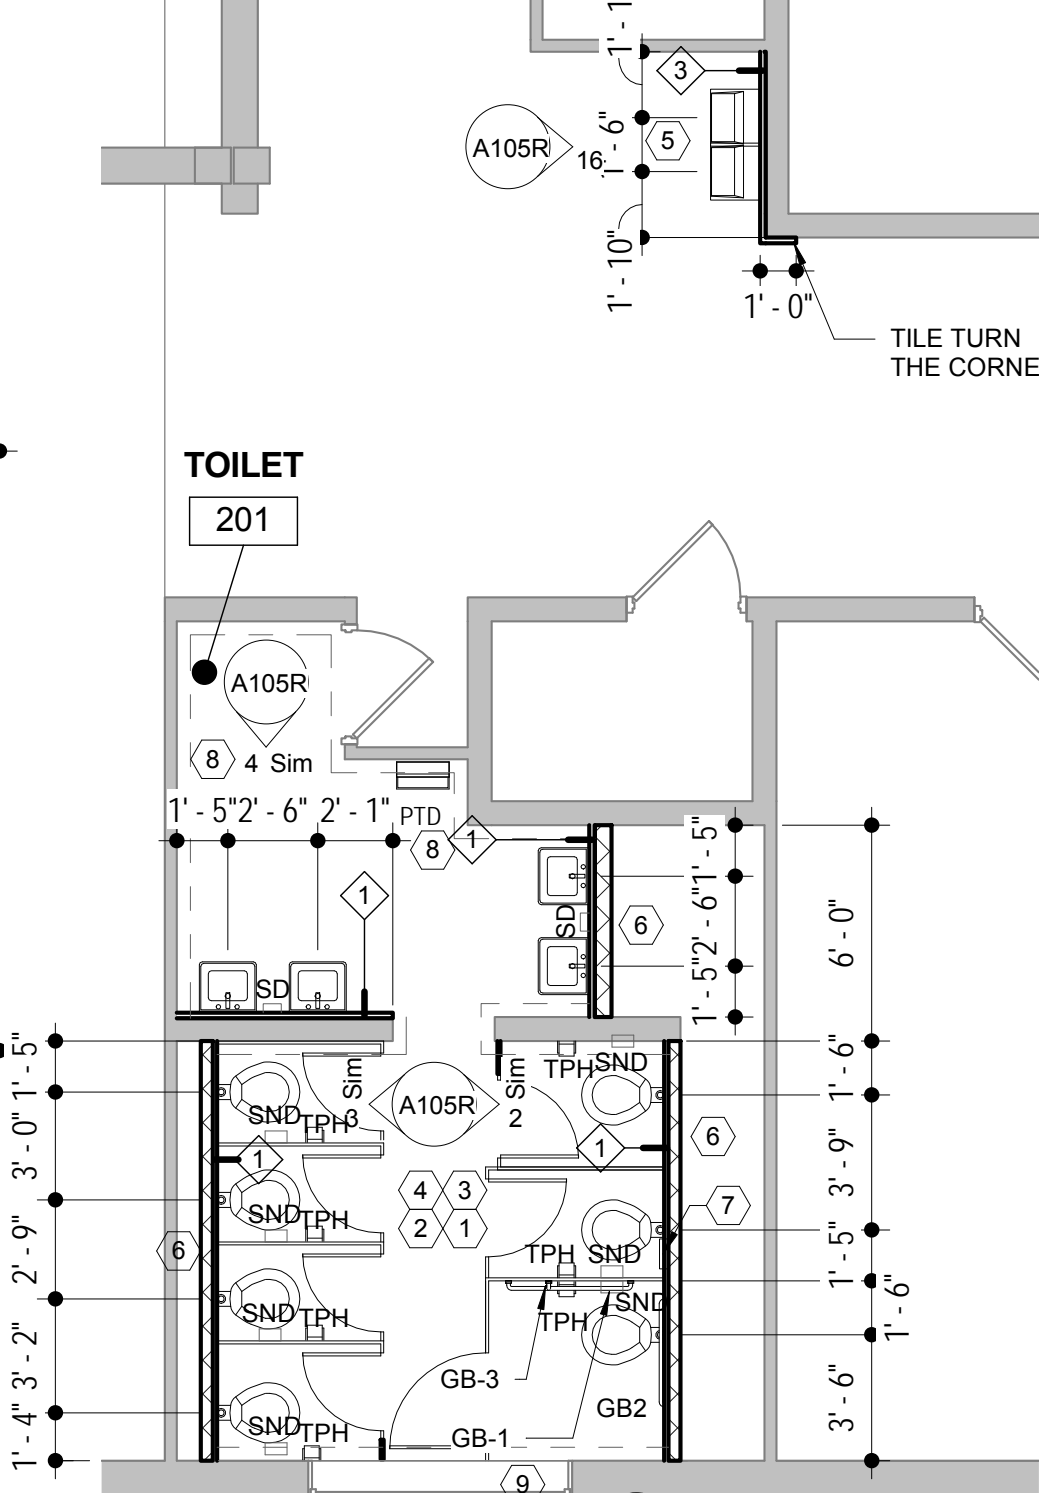 1' - 1
3
1' - 6"
5
A105R
16
1' - 10"
1' - 0"
TILE TURN
THE CORNE
TOILET
201
A105R
8
4 Sim
1' - 5" 2' - 6" 2' - 1"
PTD
8
1
1
SD
SD
6
1' - 5"
2' - 6"
1' - 5"
6' - 0"
1' - 5"
3' - 0"
2' - 9"
3' - 2"
1' - 4"
Sim
3
A105R
Sim
2
TPH
SND
SND
TPH
1
1
6
4
3
2
1
7
6
SND
TPH
TPH
SND
SND
TPH
SND
TPH
GB-3
GB2
GB-1
SND
TPH
9
1' - 6"
3' - 9"
1' - 5"
1' - 6"
3' - 6"